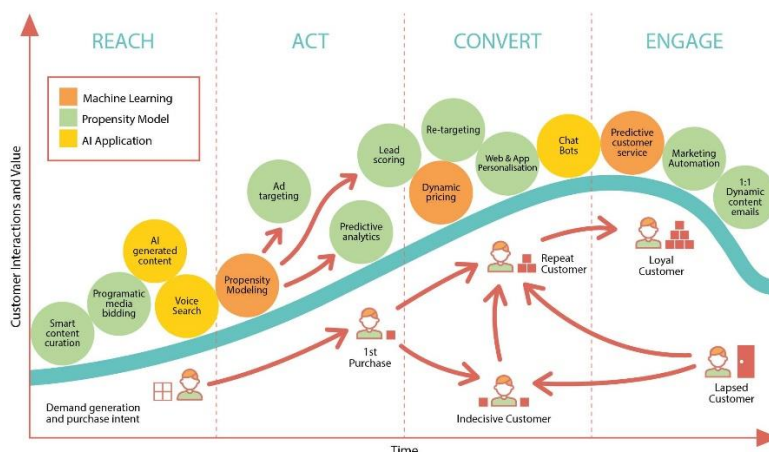 REACH
ACT
CONVERT
ENGAGE
Machine Learning
Propensity Model
AI Application
Customer Interactions and Value
Smart
content
curation
Programatic
media
bidding
AI
generated
content
Voice
Search
Propensity
Modeling
Ad
targeting
Lead
scoring
Predictive
analytics
Re-targeting
Dynamic
pricing
Web & App
Personalisation
Chat
Bots
Predictive
customer
service
Marketing
Automation
1:1
Dynamic
content
emails
Demand generation
and purchase intent
1st
Purchase
Repeat
Customer
Indecisive Customer
Loyal
Customer
Lapsed
Customer
Time